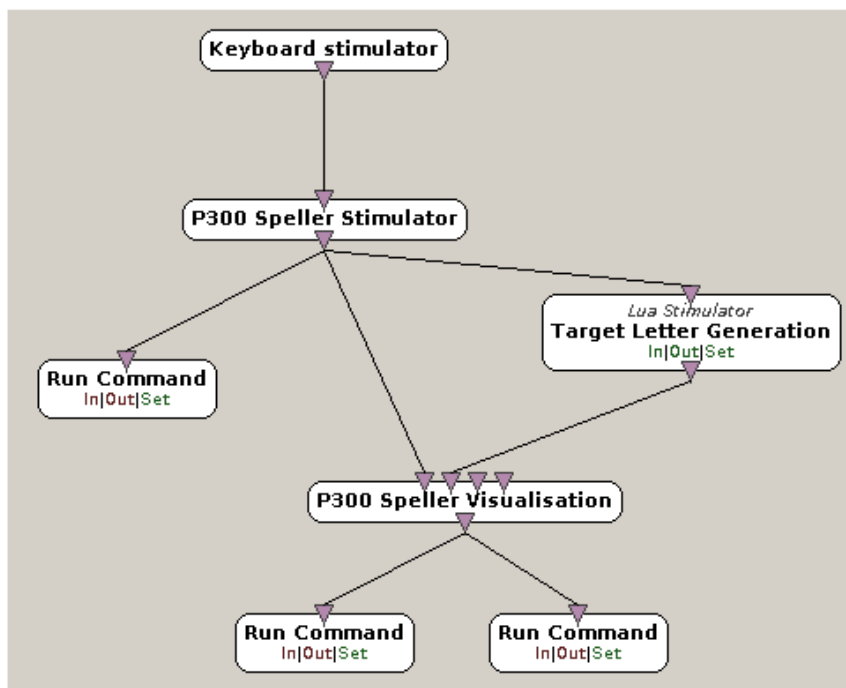 Keyboard stimulator
P300 Speller Stimulator
Lua Stimulator
Target Letter Generation
In|Out|Set
Run Command
In|Out|Set
P300 Speller Visualisation
Run Command
In|Out|Set
Run Command
In|Out|Set